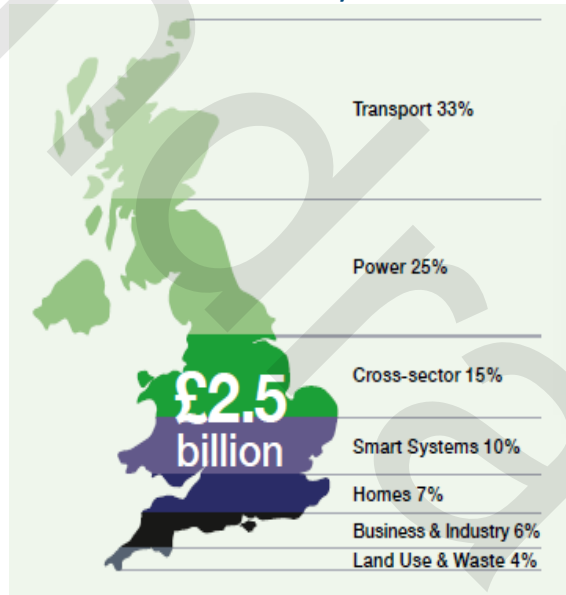 Transport 33%
Power 25%
Cross-sector 15%
£2.5
billion
Smart Systems 10%
Homes 7%
Business & Industry 6%
Land Use & Waste 4%